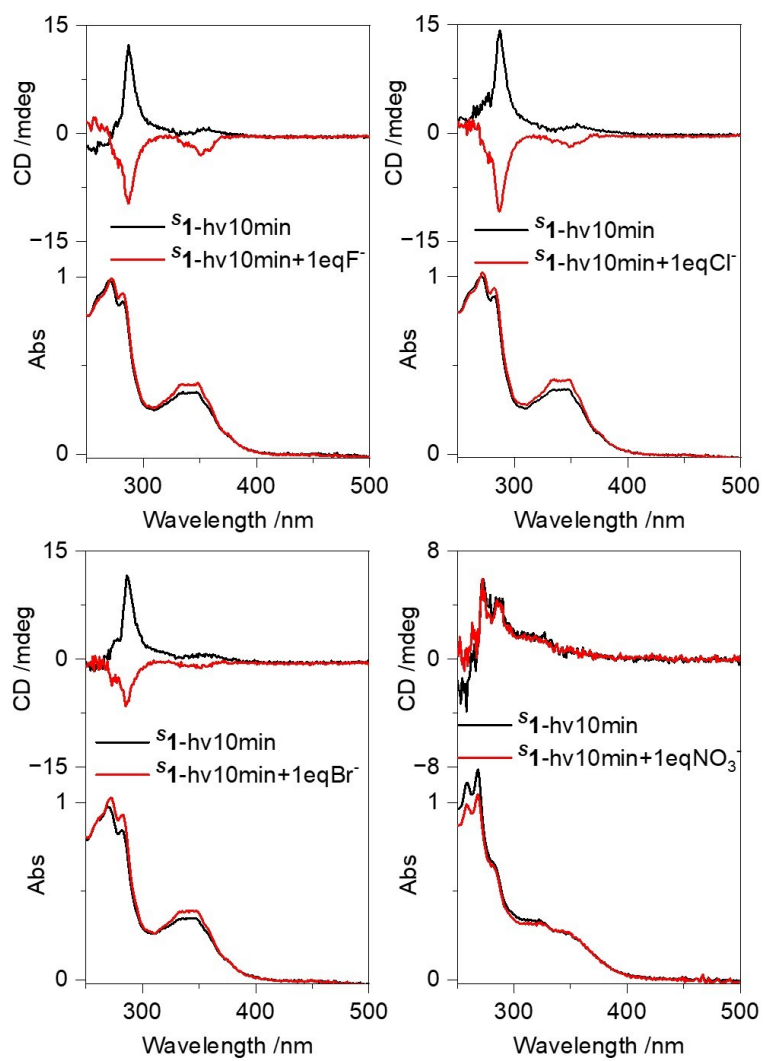 15
CD /mdeg
0
−15
ˢ1-hv10min
ˢ1-hv10min+1eqF⁻
1
Abs
0
300
400
500
Wavelength /nm
15
CD /mdeg
0
−15
ˢ1-hv10min
ˢ1-hv10min+1eqCl⁻
1
Abs
0
300
400
500
Wavelength /nm
15
CD /mdeg
0
−15
ˢ1-hv10min
ˢ1-hv10min+1eqBr⁻
1
Abs
0
300
400
500
Wavelength /nm
8
CD /mdeg
0
−8
ˢ1-hv10min
ˢ1-hv10min+1eqNO₃⁻
1
Abs
0
300
400
500
Wavelength /nm